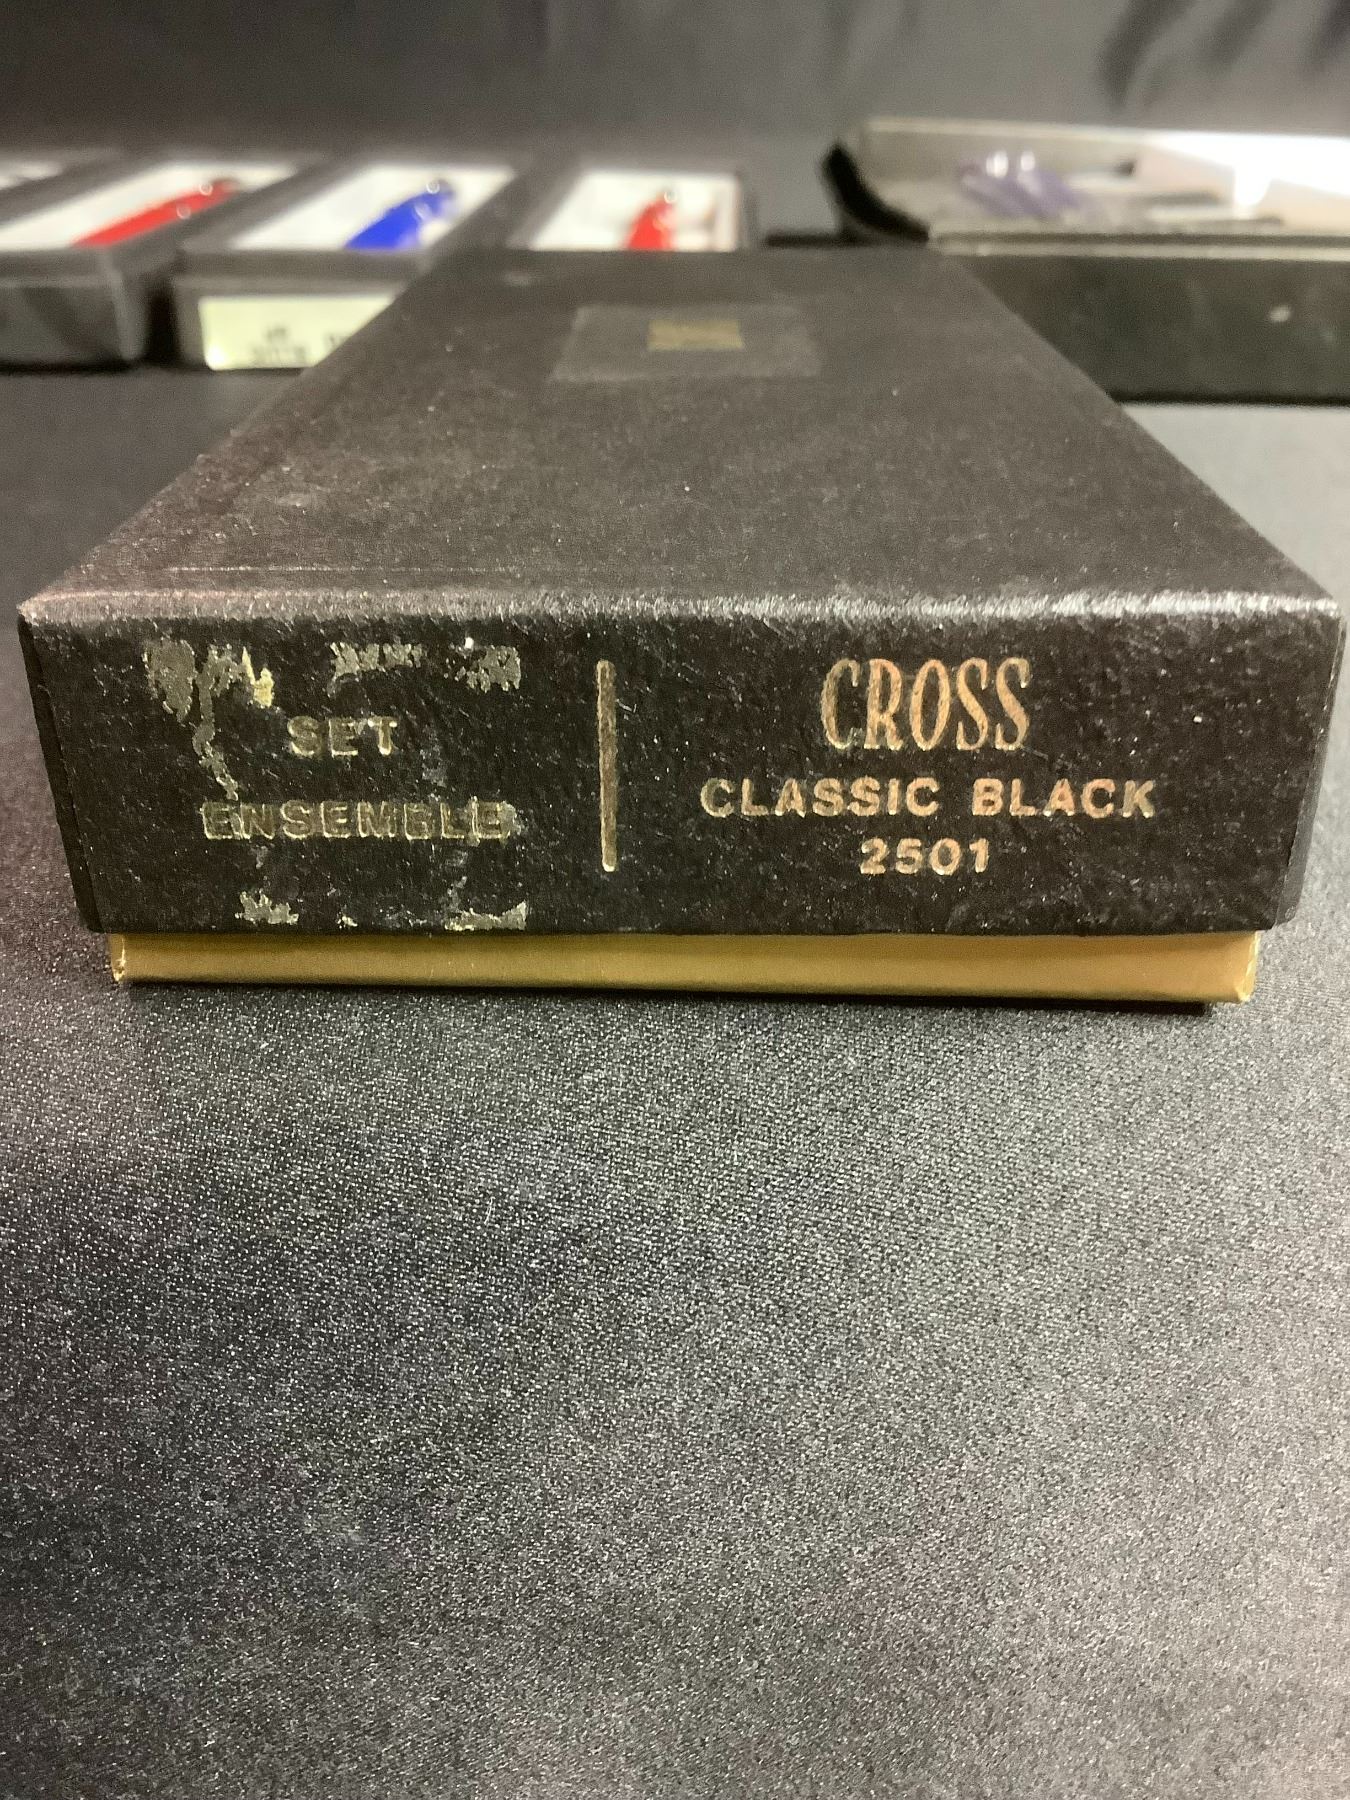 SET
ENSEMBLE
CROSS
CLASSIC BLACK
2501